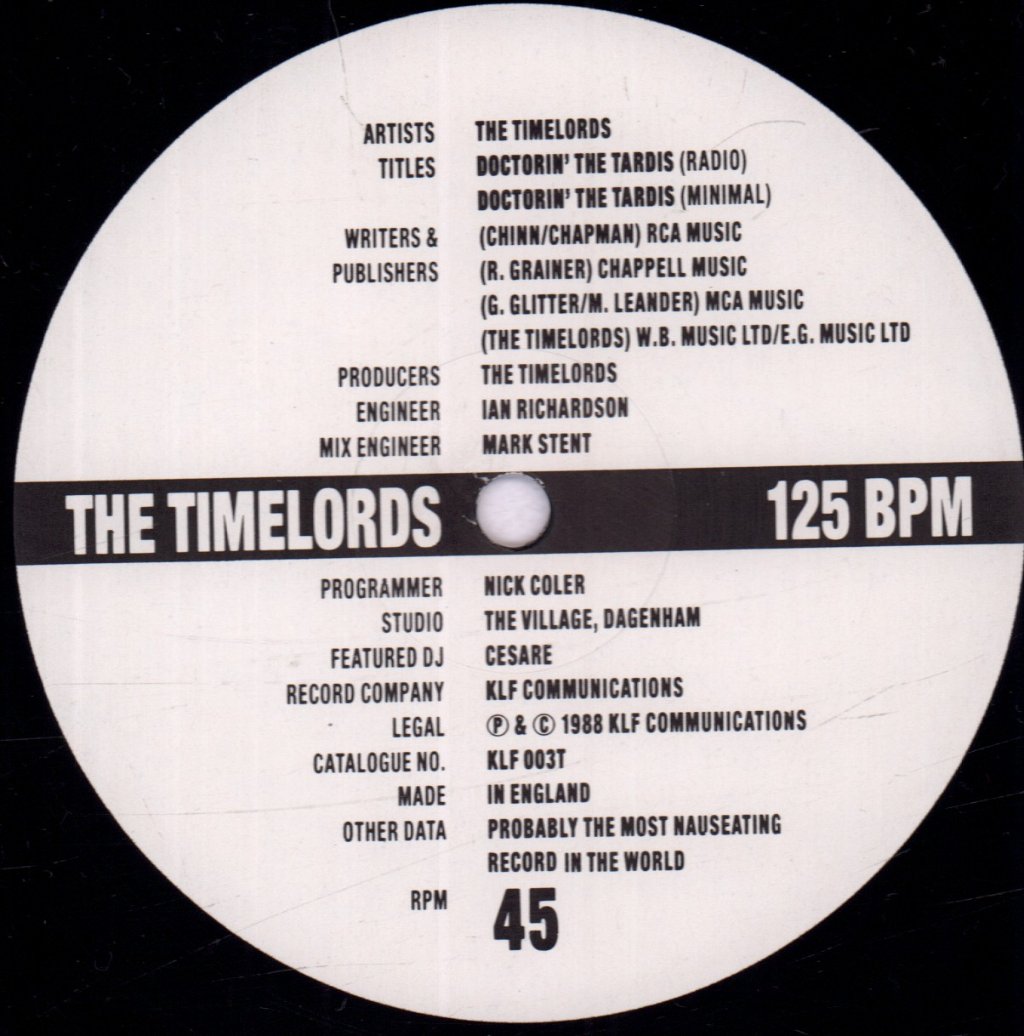 ARTISTS THE TIMELORDS
TITLES DOCTORIN' THE TARDIS (RADIO)
DOCTORIN' THE TARDIS (MINIMAL)
WRITERS & (CHINN/CHAPMAN) RCA MUSIC
PUBLISHERS (R. GRAINER) CHAPPELL MUSIC
(G. GLITTER/M. LEANDER) MCA MUSIC
(THE TIMELORDS) W.B. MUSIC LTD/E.G. MUSIC LTD
PRODUCERS THE TIMELORDS
ENGINEER IAN RICHARDSON
MIX ENGINEER MARK STENT
THE TIMELORDS 125 BPM
PROGRAMMER NICK COLER
STUDIO THE VILLAGE, DAGENHAM
FEATURED DJ CESARE
RECORD COMPANY KLF COMMUNICATIONS
LEGAL ℗ & © 1988 KLF COMMUNICATIONS
CATALOGUE NO. KLF 003T
MADE IN ENGLAND
OTHER DATA PROBABLY THE MOST NAUSEATING
RECORD IN THE WORLD
RPM 45